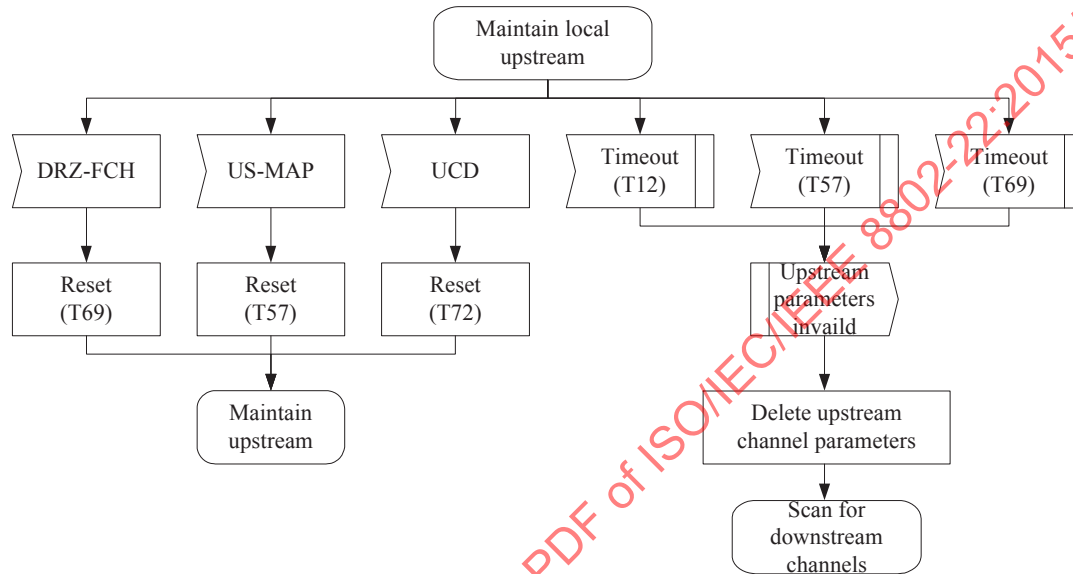 Maintain local
upstream
DRZ-FCH
US-MAP
UCD
Timeout
(T12)
Timeout
(T57)
Timeout
(T69)
Reset
(T69)
Reset
(T57)
Reset
(T72)
Upstream
parameters
invaild
Maintain
upstream
Delete upstream
channel parameters
Scan for
downstream
channels
PDF of ISO/IEC/IEEE 8802-22:2015